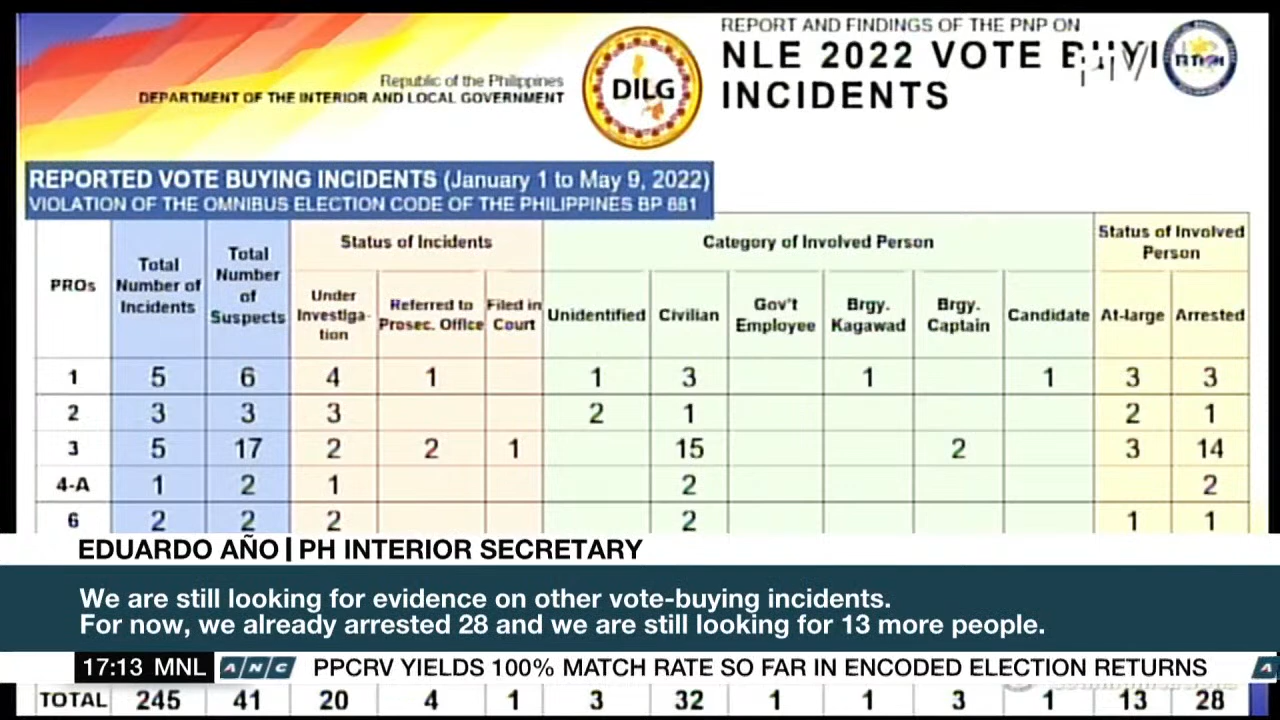 REPORT AND FINDINGS OF THE PNP ON
NLE 2022 VOTE
INCIDENTS
Republic of the Philippines
DEPARTMENT OF THE INTERIOR AND LOCAL GOVERNMENT
DILG
REPORTED VOTE BUYING INCIDENTS (January 1 to May 9, 2022)
VIOLATION OF THE OMNIBUS ELECTION CODE OF THE PHILIPPINES BP 881
PROs
Total Number of Incidents
Total Number of Suspects
Status of Incidents
Category of Involved Person
Status of Involved Person
Under Investiga-tion
Referred to Prosec. Office
Filed in Court
Unidentified
Civilian
Gov't Employee
Brgy. Kagawad
Brgy. Captain
Candidate
At-large
Arrested
1 5 6 4 1 1 3 1 1 3 3
2 3 3 3 2 1 2 1
3 5 17 2 2 1 15 2 3 14
4-A 1 2 1 2 2
6 2 2 2 2 1 1
EDUARDO AÑO | PH INTERIOR SECRETARY
We are still looking for evidence on other vote-buying incidents.
For now, we already arrested 28 and we are still looking for 13 more people.
17:13 MNL ANC PPCRV YIELDS 100% MATCH RATE SO FAR IN ENCODED ELECTION RETURNS
TOTAL 245 41 20 4 1 3 32 1 1 3 1 13 28